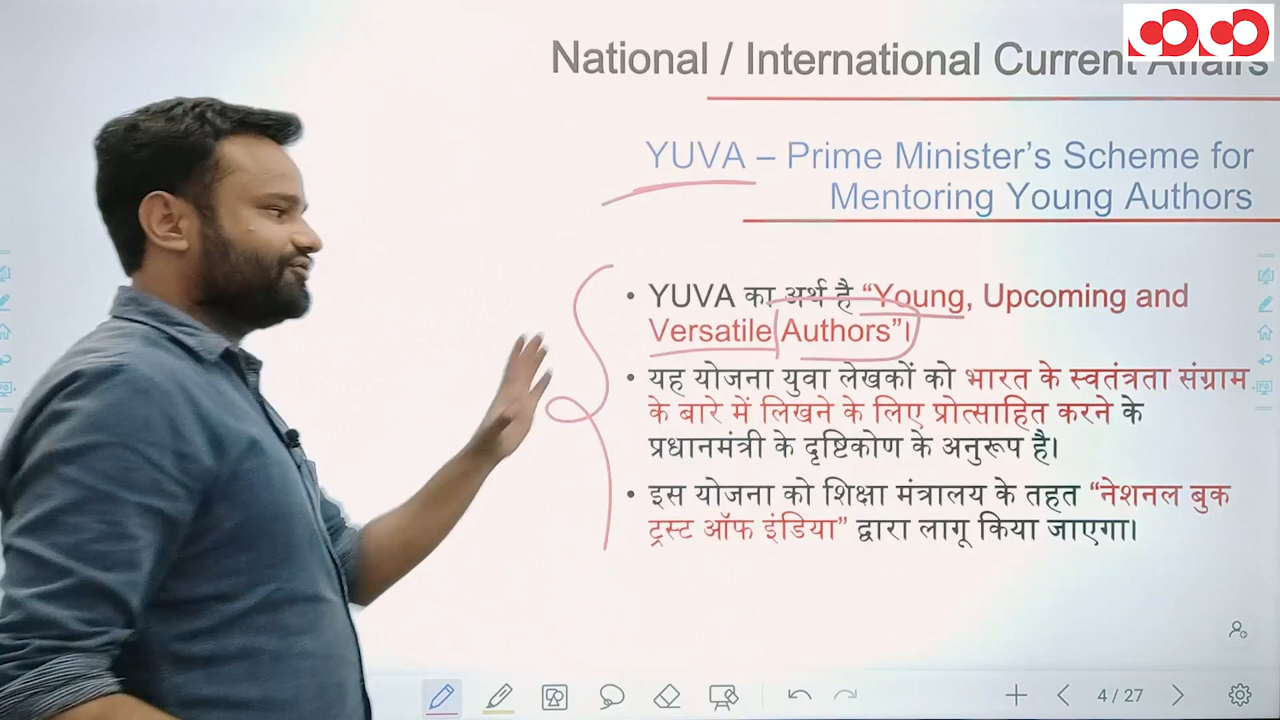 National / International Current Affairs
YUVA – Prime Minister's Scheme for
Mentoring Young Authors
• YUVA का अर्थ है “Young, Upcoming and
Versatile Authors”।
• यह योजना युवा लेखकों को भारत के स्वतंत्रता संग्राम
के बारे में लिखने के लिए प्रोत्साहित करने के
प्रधानमंत्री के दृष्टिकोण के अनुरूप है।
• इस योजना को शिक्षा मंत्रालय के तहत “नेशनल बुक
ट्रस्ट ऑफ इंडिया” द्वारा लागू किया जाएगा।
4 / 27